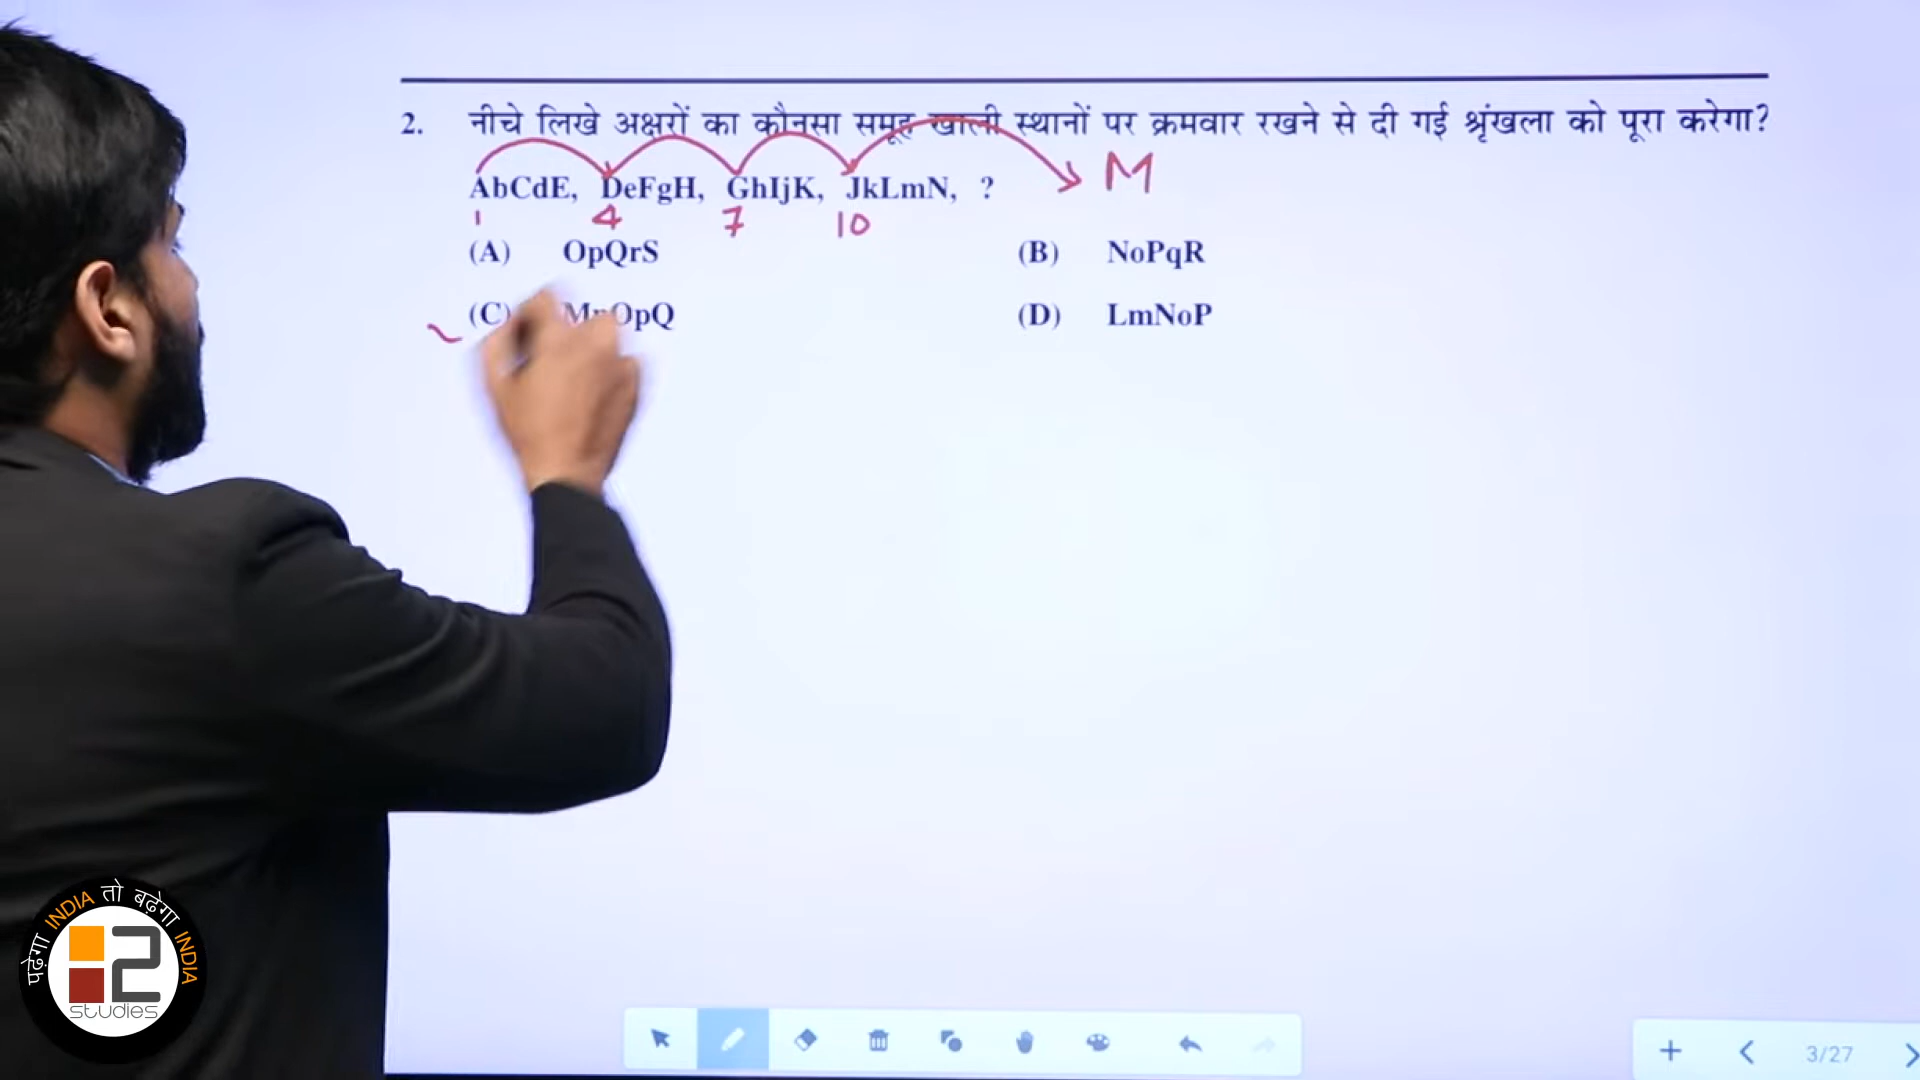 2. नीचे लिखे अक्षरों का कौनसा समूह खाली स्थानों पर क्रमवार रखने से दी गई श्रृंखला को पूरा करेगा?
AbCdE, DeFgH, GhIjK, JkLmN, ? M
1 4 7 10
(A) OpQrS (B) NoPqR
(C) MnOpQ (D) LmNoP
पढ़ेगा INDIA तो बढ़ेगा INDIA
i2
studies
3/27